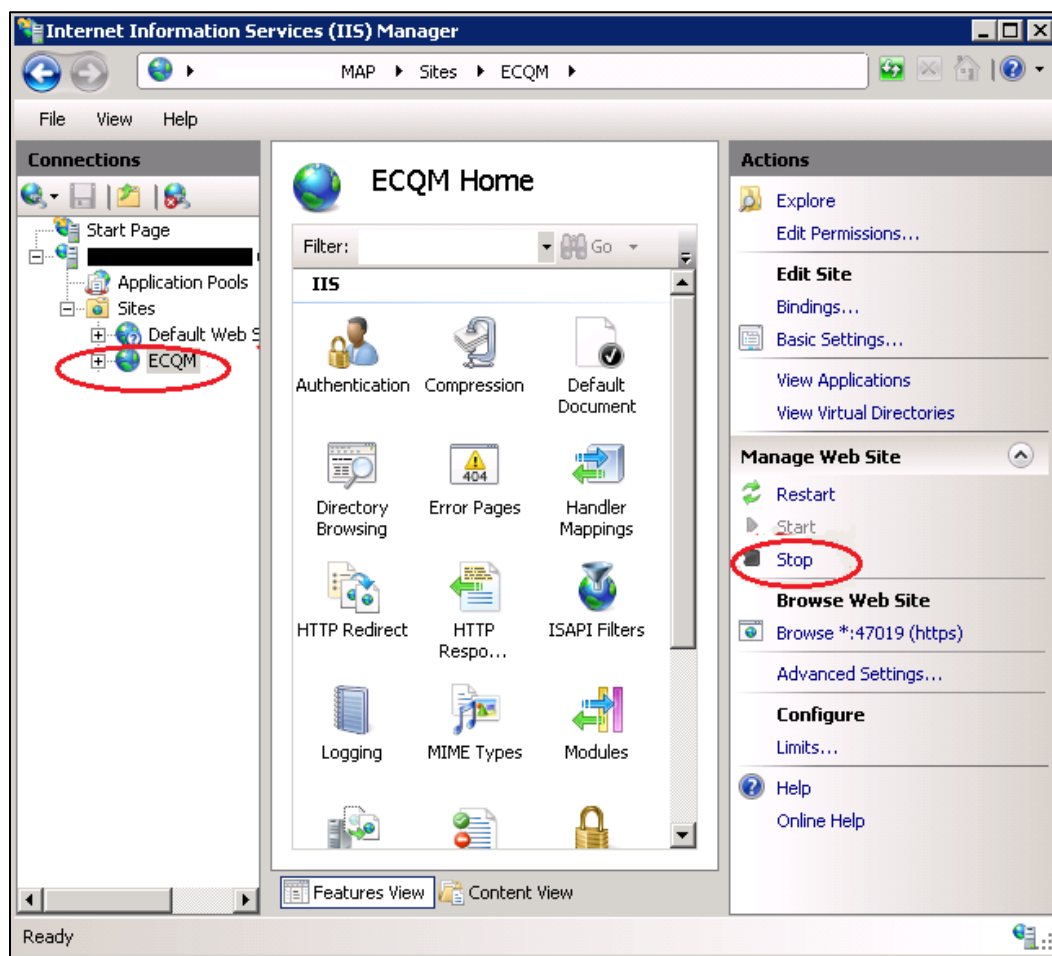 Internet Information Services (IIS) Manager
MAP Sites ECQM
File View Help
Connections
Start Page
Application Pools
Sites
Default Web S
ECQM
ECQM Home
Filter: Go
IIS
Authentication Compression Default Document
Directory Browsing Error Pages Handler Mappings
404
HTTP Redirect HTTP Respo... ISAPI Filters
Logging MIME Types Modules
Features View Content View
Actions
Explore
Edit Permissions...
Edit Site
Bindings...
Basic Settings...
View Applications
View Virtual Directories
Manage Web Site
Restart
Start
Stop
Browse Web Site
Browse *:47019 (https)
Advanced Settings...
Configure
Limits...
Help
Online Help
Ready